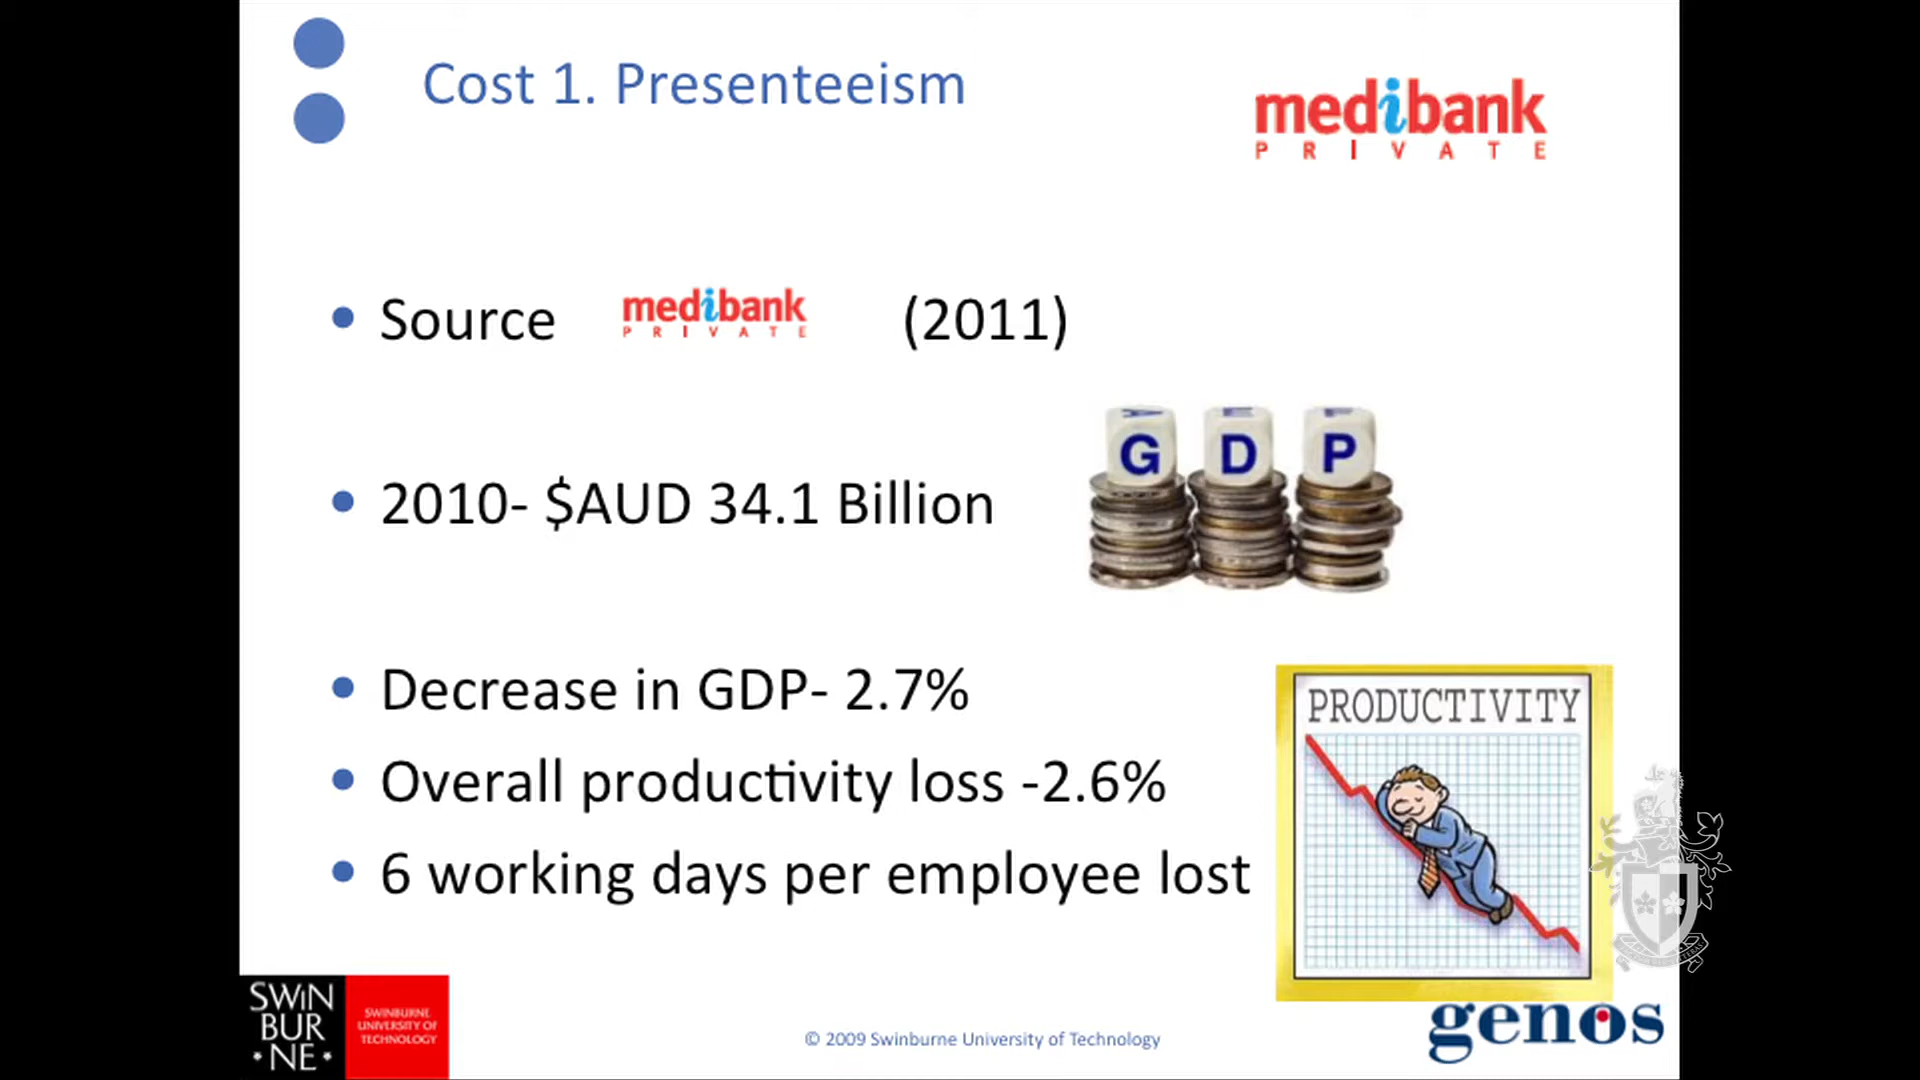 Cost 1. Presenteeism
medibank
PRIVATE
Source medibank PRIVATE (2011)
G D P
2010- $AUD 34.1 Billion
Decrease in GDP- 2.7%
PRODUCTIVITY
Overall productivity loss -2.6%
6 working days per employee lost
SWIN
BUR
•NE•
SWINBURNE
UNIVERSITY OF
TECHNOLOGY
© 2009 Swinburne University of Technology
genos